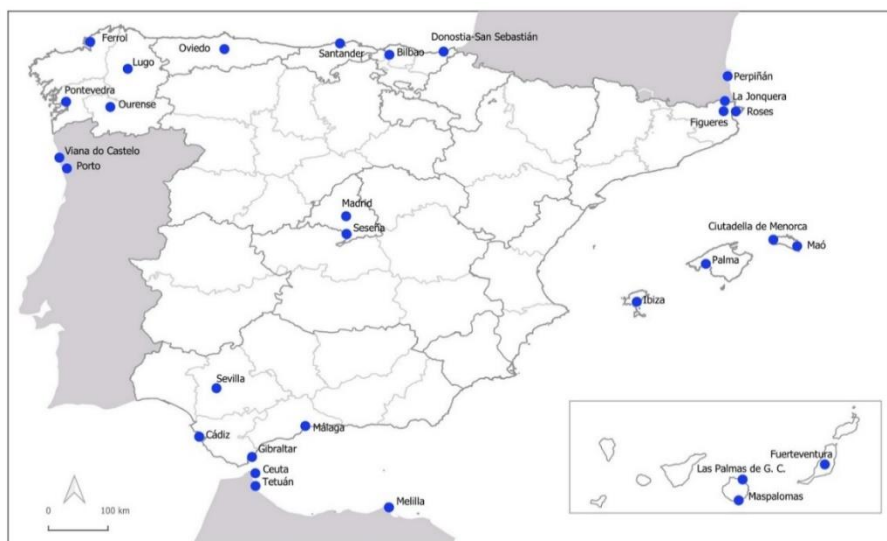 Ferrol
Oviedo
Santander
Bilbao
Donostia-San Sebastián
Lugo
Perpiñán
Pontevedra
La Jonquera
Ourense
Figueres
Roses
Viana do Castelo
Porto
Madrid
Seseña
Ciutadella de Menorca
Maó
Palma
Ibiza
Sevilla
Cádiz
Málaga
Gibraltar
Ceuta
Tetuán
Melilla
Fuerteventura
Las Palmas de G. C.
Maspalomas
0 100 km